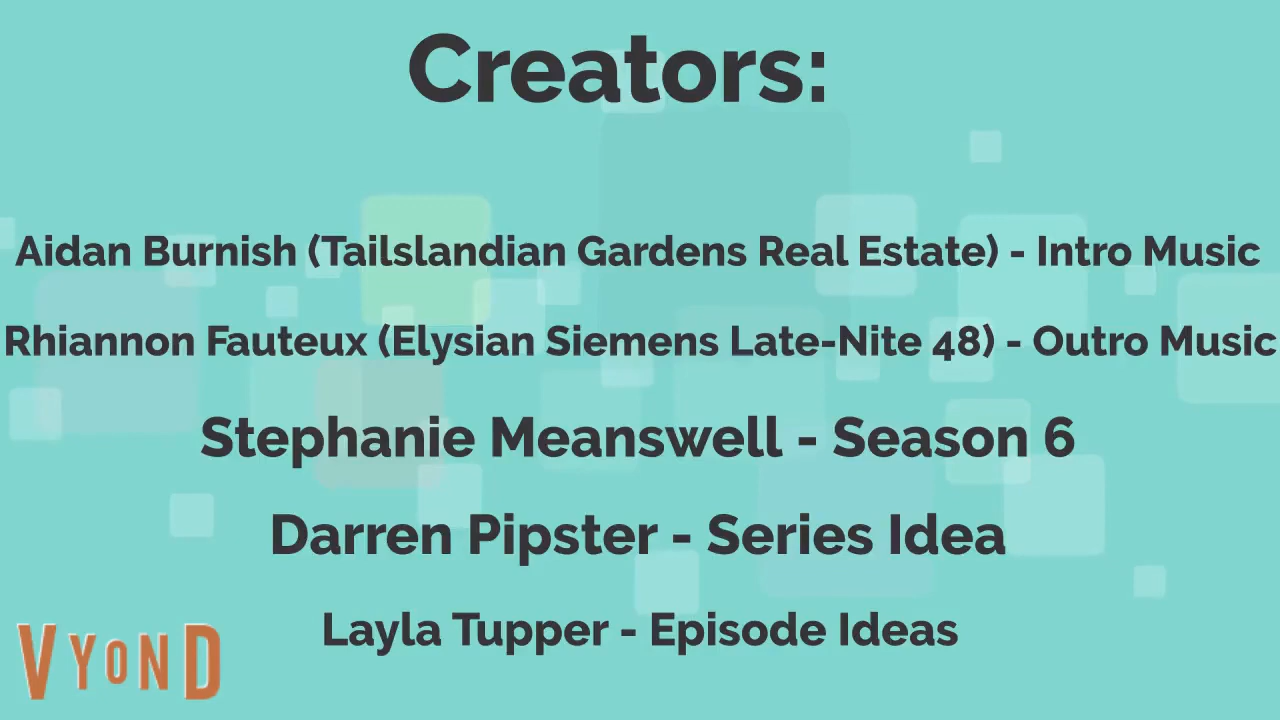 Creators:
Aidan Burnish (Tailslandian Gardens Real Estate) - Intro Music
Rhiannon Fauteux (Elysian Siemens Late-Nite 48) - Outro Music
Stephanie Meanswell - Season 6
Darren Pipster - Series Idea
Layla Tupper - Episode Ideas
VYOND